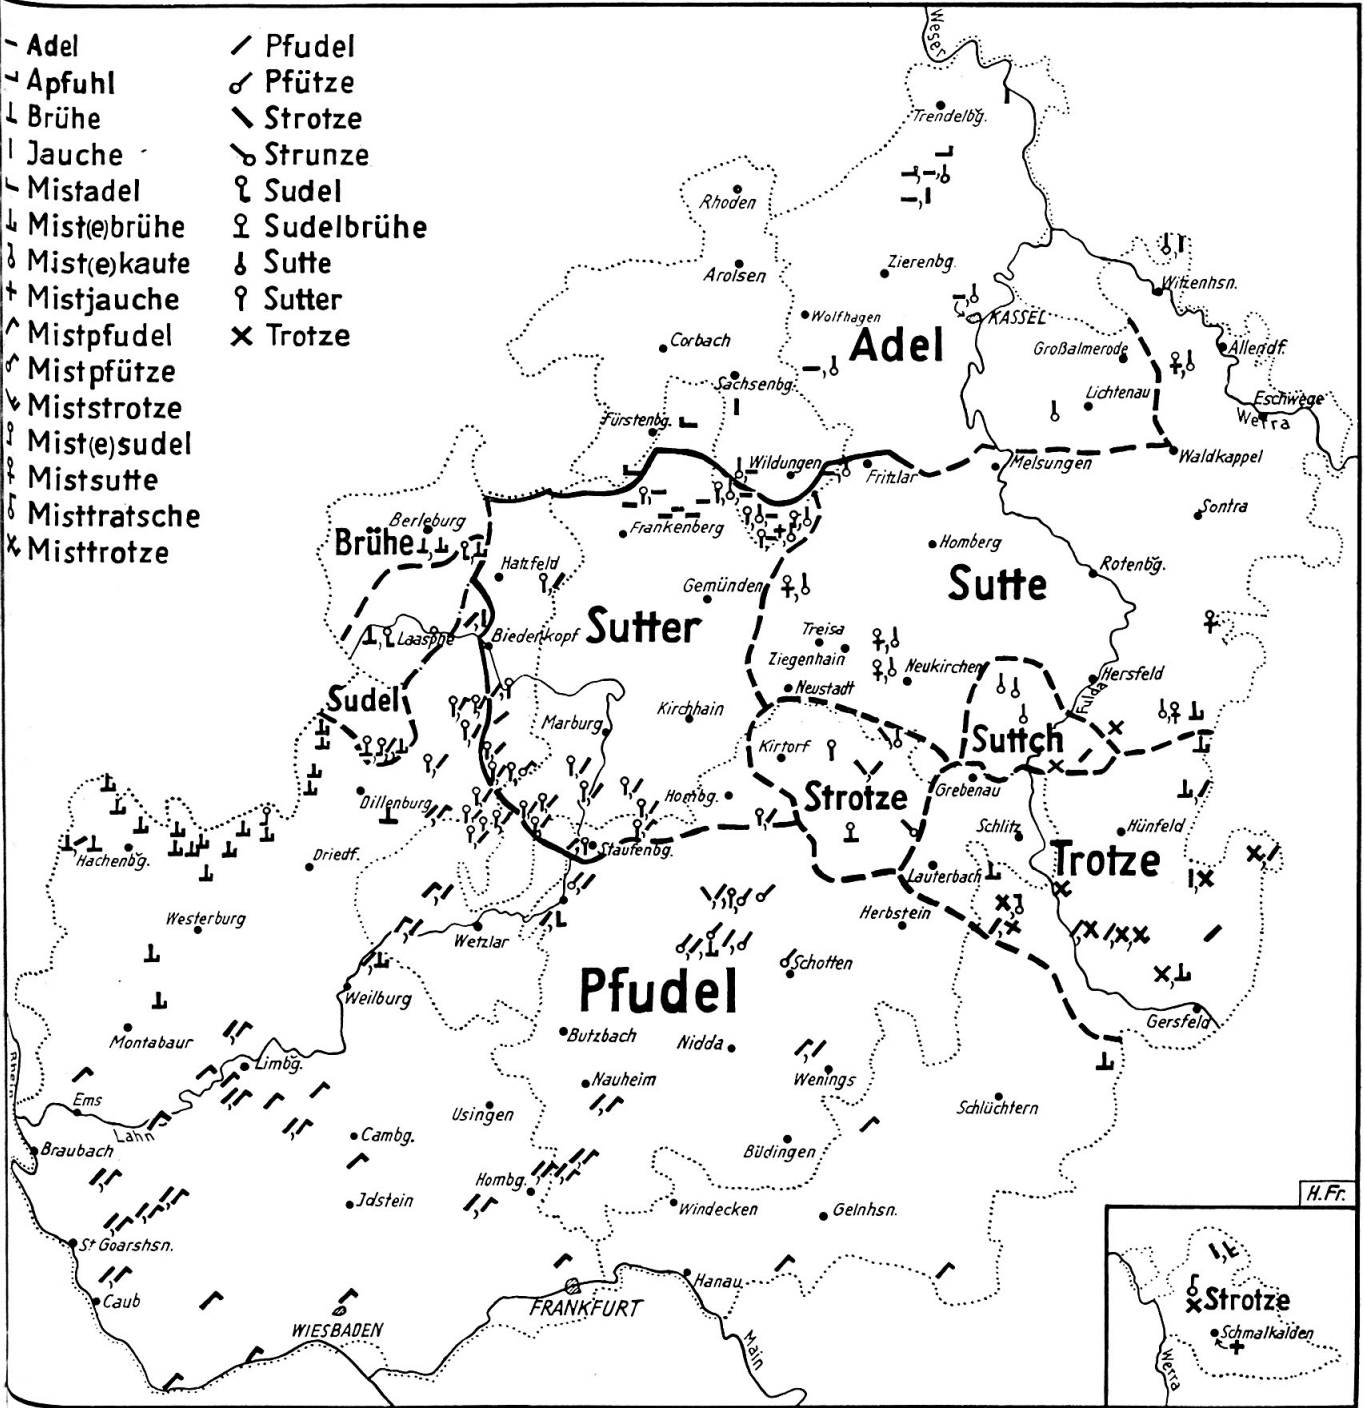 Adel
Apfuhl
Brühe
Jauche
Mistadel
Mist(e)brühe
Mist(e)kaute
Mistjauche
Mistpfudel
Mistpfütze
Miststrotze
Mist(e)sudel
Mistsutte
Misttratsche
Misttrotze
Pfudel
Pfütze
Strotze
Strunze
Sudel
Sudelbrühe
Sutte
Sutter
Trotze
Weser
Trendelbg.
Rhoden
Arolsen
Zierenbg.
Witzenhsn.
Wolfhagen
KASSEL
Adel
Corbach
Großalmerode
Allendf.
Sachsenbg.
Lichtenau
Eschwege
Werra
Fürstenbg.
Wildungen
Fritzlar
Melsungen
Waldkappel
Sontra
Berleburg
Brühe
Frankenberg
Homberg
Hatzfeld
Rotenbg.
Gemünden
Sutte
Sutter
Laasphe
Biedenkopf
Treisa
Ziegenhain
Neukirchen
Hersfeld
Fulda
Sudel
Neustadt
Kirchhain
Marburg
Suttch
Kirtorf
Dillenburg
Hombg.
Strotze
Grebenau
Schlitz
Hünfeld
Hachenbg.
Driedf.
Staufenbg.
Trotze
Lauterbach
Westerburg
Wetzlar
Herbstein
Schotten
Pfudel
Weilburg
Gersfeld
Montabaur
Butzbach
Nidda
Rhein
Limbg.
Nauheim
Wenings
Ems
Usingen
Schlüchtern
Lahn
Cambg.
Braubach
Büdingen
Hombg.
H.Fr.
Jdstein
Windecken
Gelnhsn.
St Goarshsn.
Hanau
Caub
FRANKFURT
WIESBADEN
Main
Strotze
Schmalkalden
Werra